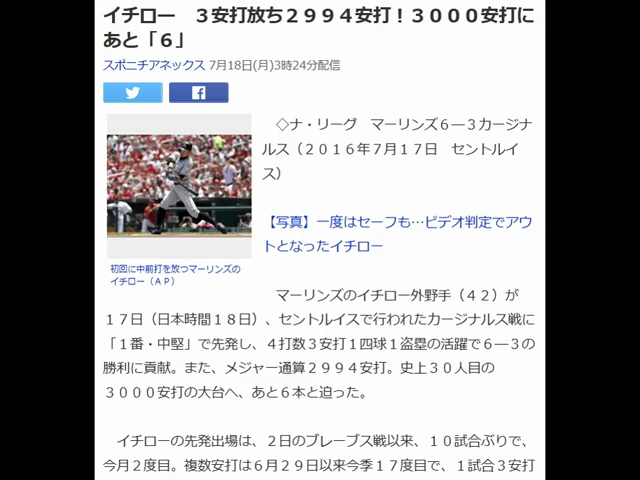 イチロー　３安打放ち２９９４安打！３０００安打に
あと「６」
スポニチアネックス 7月18日(月)3時24分配信
◇ナ・リーグ　マーリンズ６―３カージナ
ルス（２０１６年７月１７日　セントルイ
ス）
【写真】一度はセーフも…ビデオ判定でアウ
トとなったイチロー
初回に中前打を放つマーリンズの
イチロー（ＡＰ）
マーリンズのイチロー外野手（４２）が
１７日（日本時間１８日）、セントルイスで行われたカージナルス戦に
「１番・中堅」で先発し、４打数３安打１四球１盗塁の活躍で６―３の
勝利に貢献。また、メジャー通算２９９４安打。史上３０人目の
３０００安打の大台へ、あと６本と迫った。
イチローの先発出場は、２日のブレーブス戦以来、１０試合ぶりで、
今月２度目。複数安打は６月２９日以来今季１７度目で、１試合３安打